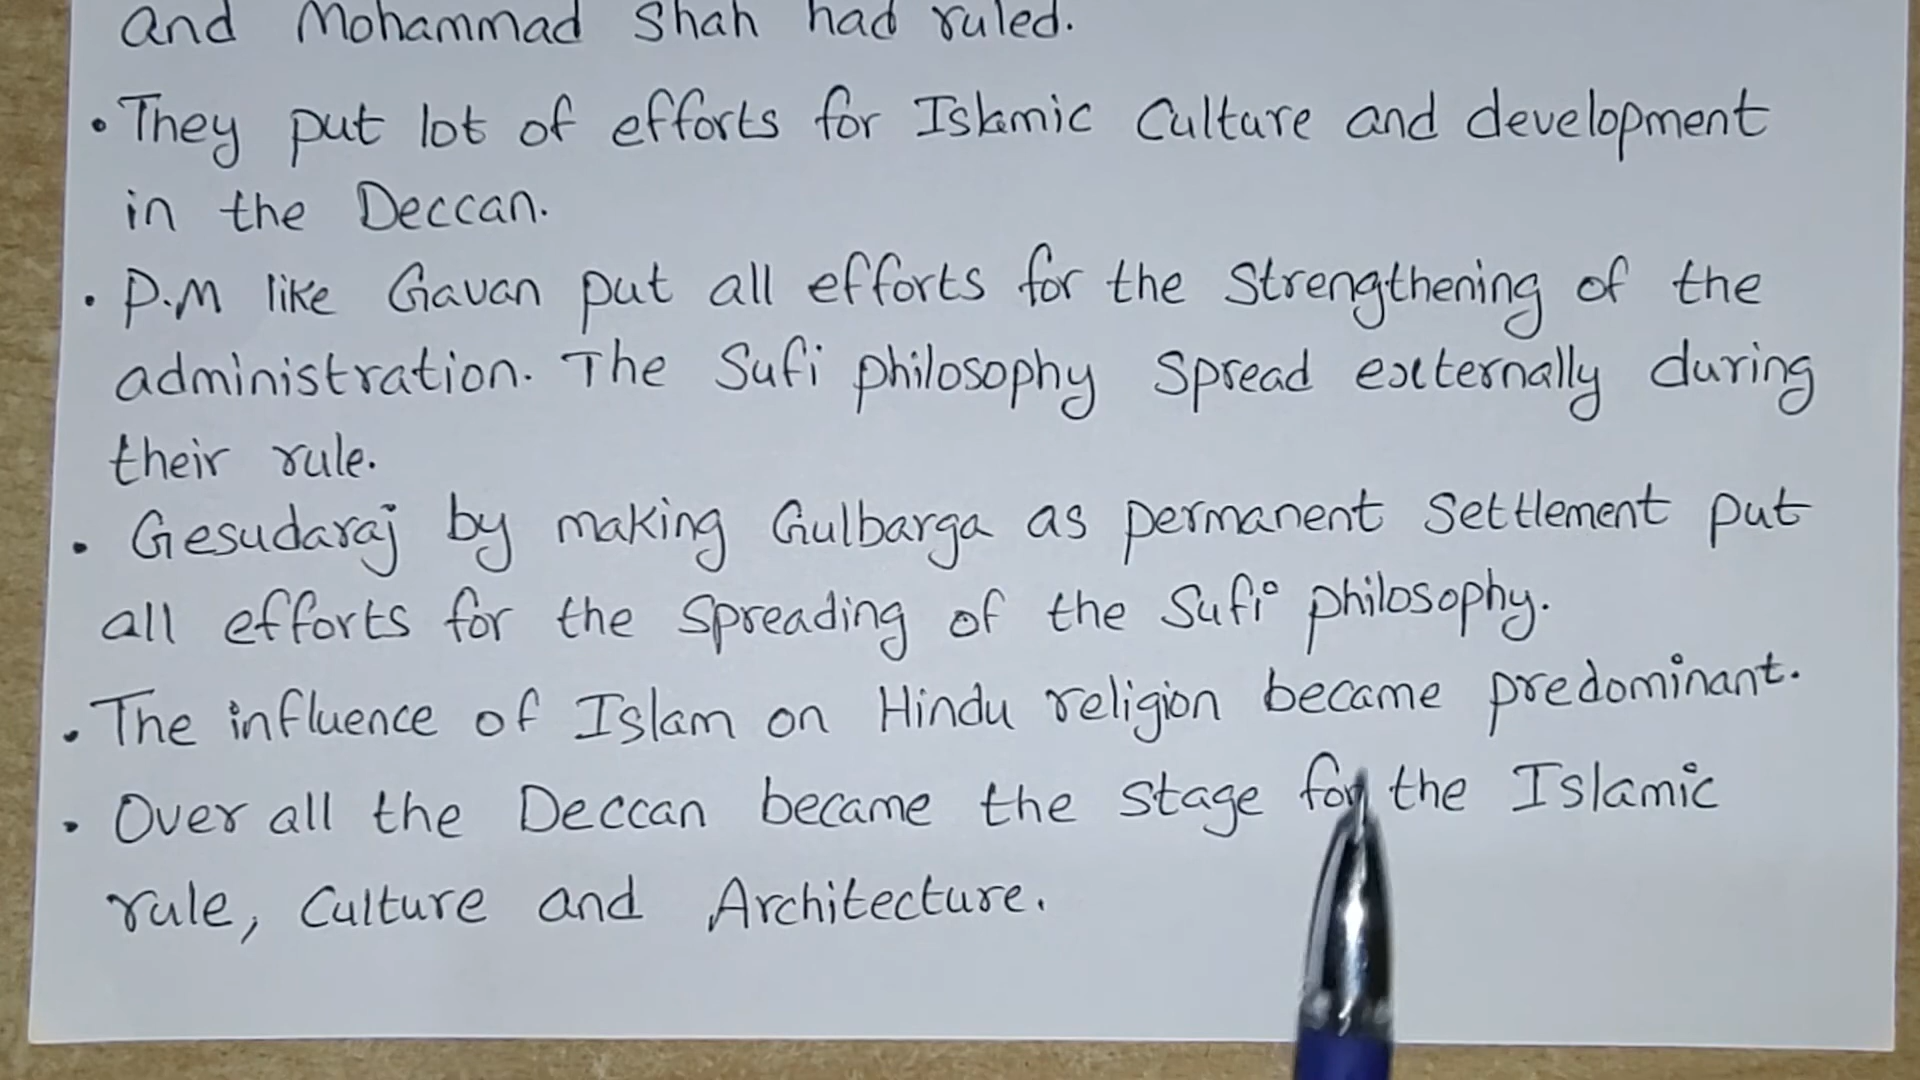 and Mohammad Shah had ruled.
• They put lot of efforts for Islamic Culture and development
in the Deccan.
• P.M like Gavan put all efforts for the Strengthening of the
administration. The Sufi philosophy Spread externally during
their rule.
• Gesudaraj by making Gulbarga as permanent Settlement put
all efforts for the Spreading of the Sufi philosophy.
• The influence of Islam on Hindu religion became predominant.
• Over all the Deccan became the Stage for the Islamic
rule, Culture and Architecture.